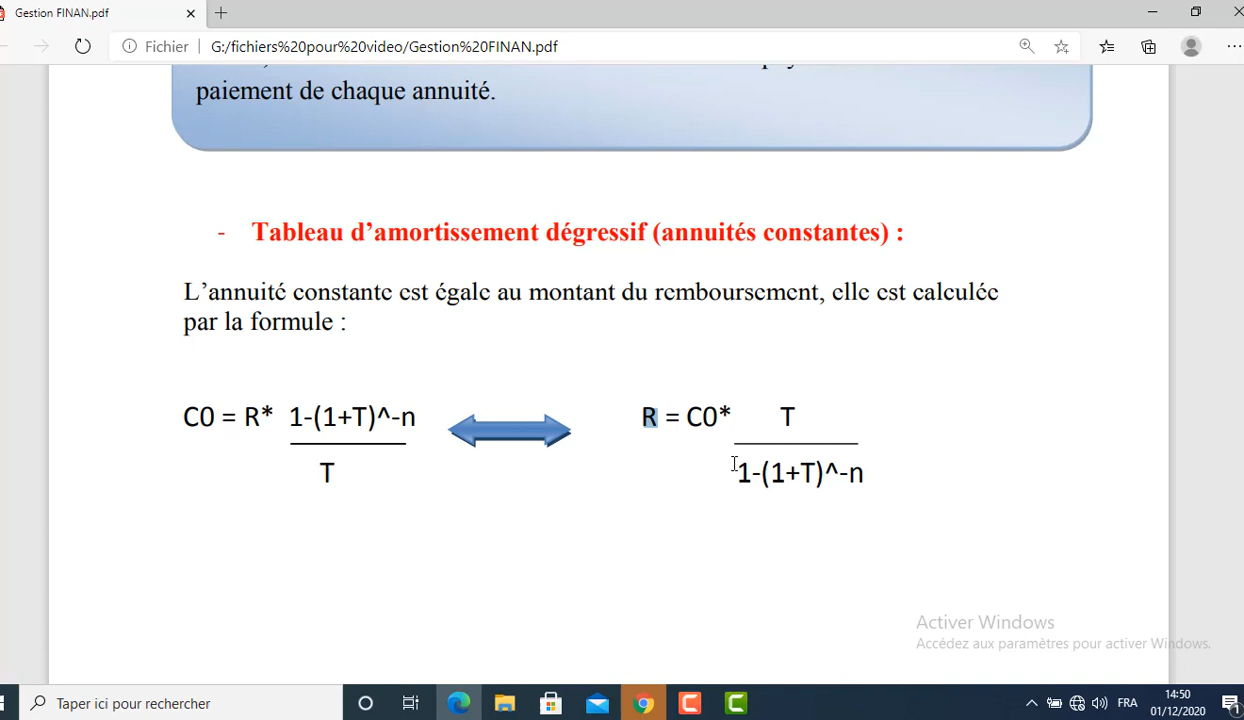 Gestion FINAN.pdf
Fichier G:/fichiers%20pour%20video/Gestion%20FINAN.pdf
paiement de chaque annuité.
- Tableau d’amortissement dégressif (annuités constantes) :
L’annuité constante est égale au montant du remboursement, elle est calculée
par la formule :
C0 = R* 1-(1+T)^-n
T
R = C0* T
1-(1+T)^-n
Activer Windows
Accédez aux paramètres pour activer Windows.
Taper ici pour rechercher
FRA
14:50
01/12/2020
1